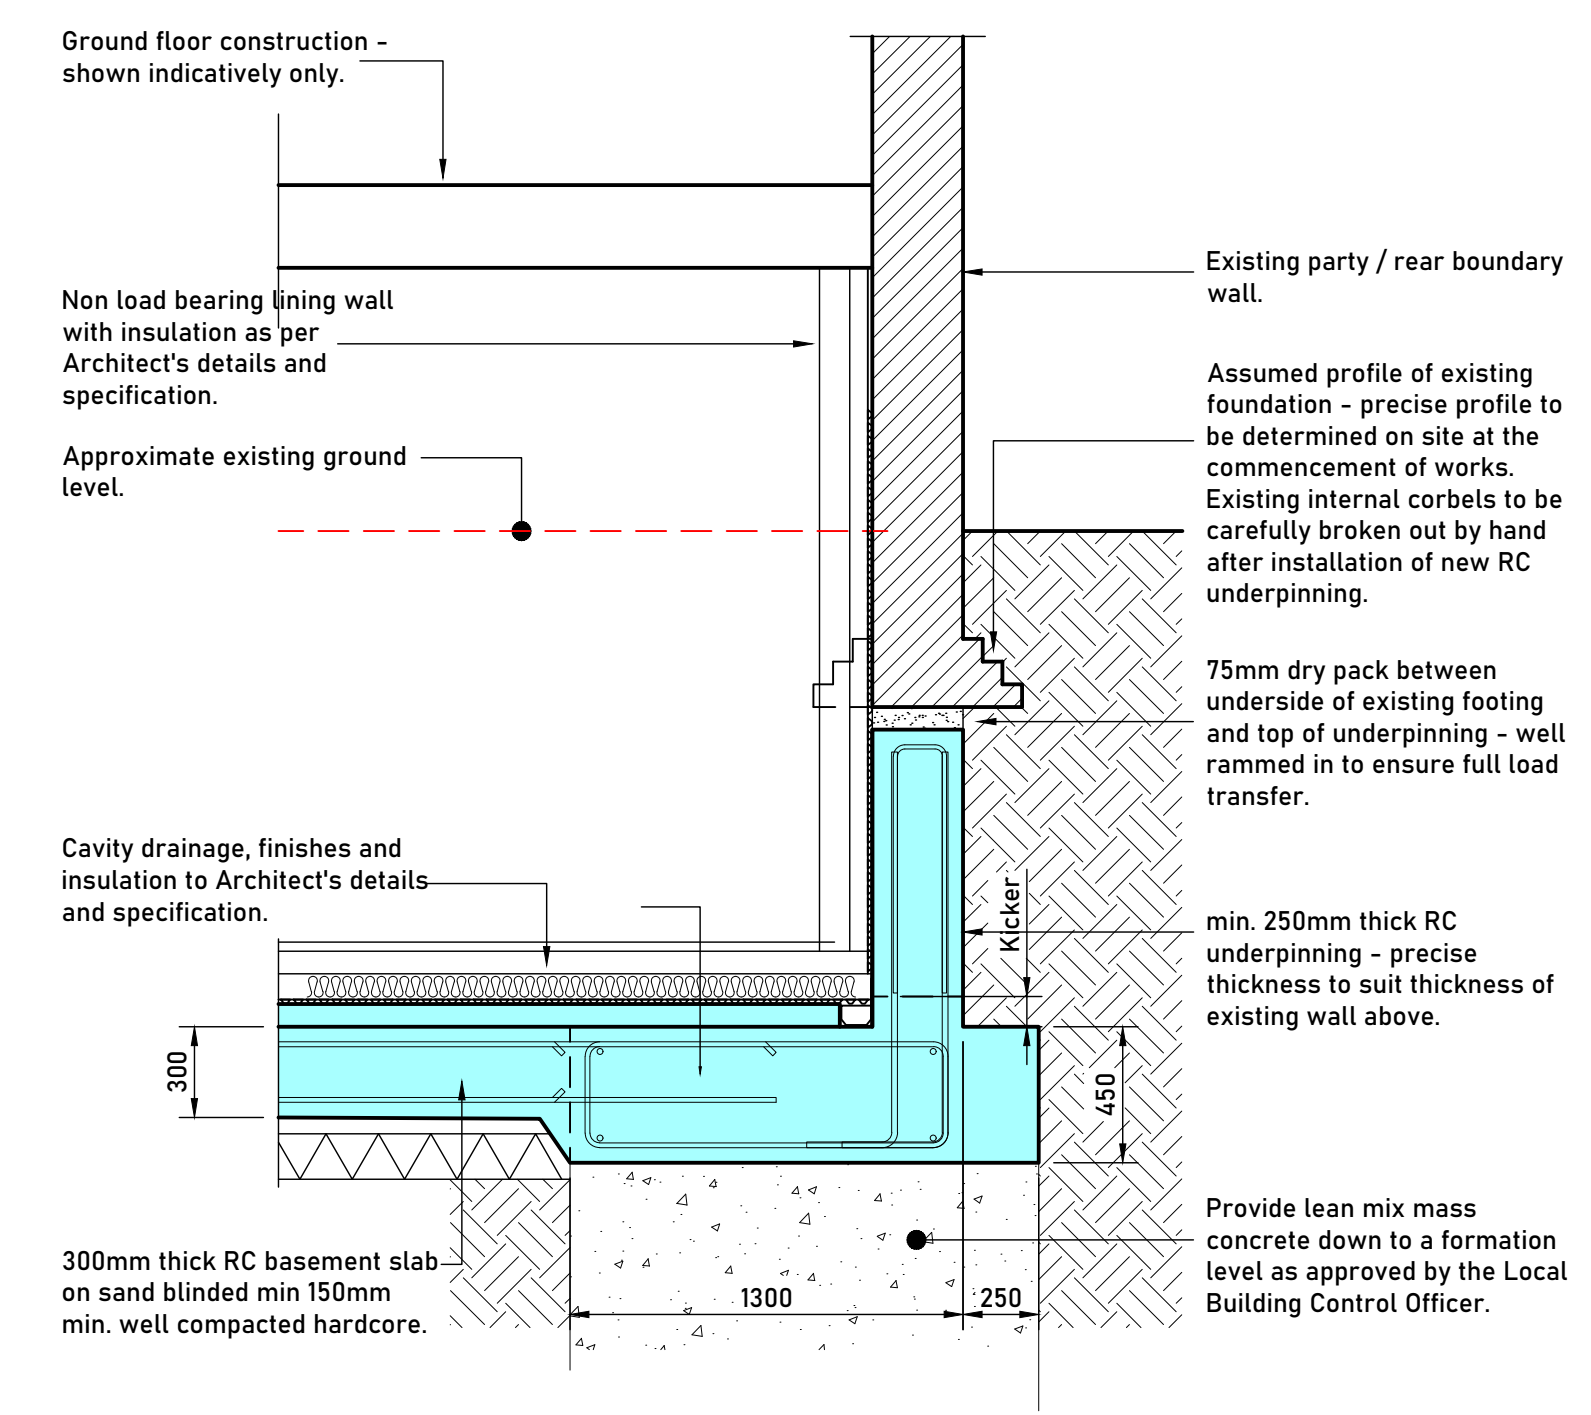 Ground floor construction -
shown indicatively only.
Non load bearing lining wall
with insulation as per
Architect's details and
specification.
Approximate existing ground
level.
Cavity drainage, finishes and
insulation to Architect's details
and specification.
300
300mm thick RC basement slab
on sand blinded min 150mm
min. well compacted hardcore.
Existing party / rear boundary
wall.
Assumed profile of existing
foundation - precise profile to
be determined on site at the
commencement of works.
Existing internal corbels to be
carefully broken out by hand
after installation of new RC
underpinning.
75mm dry pack between
underside of existing footing
and top of underpinning - well
rammed in to ensure full load
transfer.
Kicker
min. 250mm thick RC
underpinning - precise
thickness to suit thickness of
existing wall above.
450
Provide lean mix mass
concrete down to a formation
level as approved by the Local
Building Control Officer.
1300
250